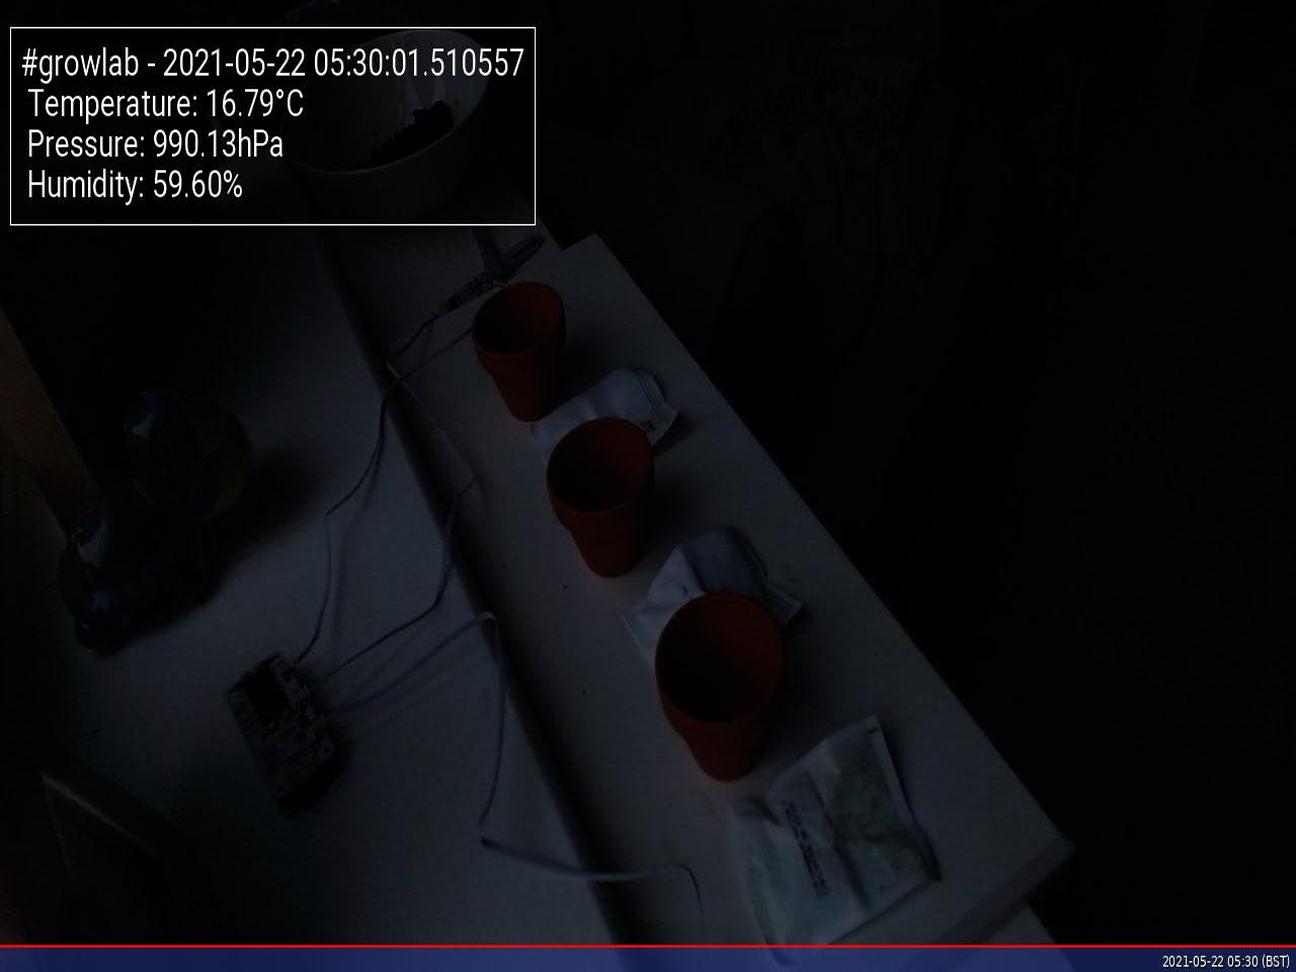 #growlab - 2021-05-22 05:30:01.510557
Temperature: 16.79°C
Pressure: 990.13hPa
Humidity: 59.60%
2021-05-22 05:30 (BST)